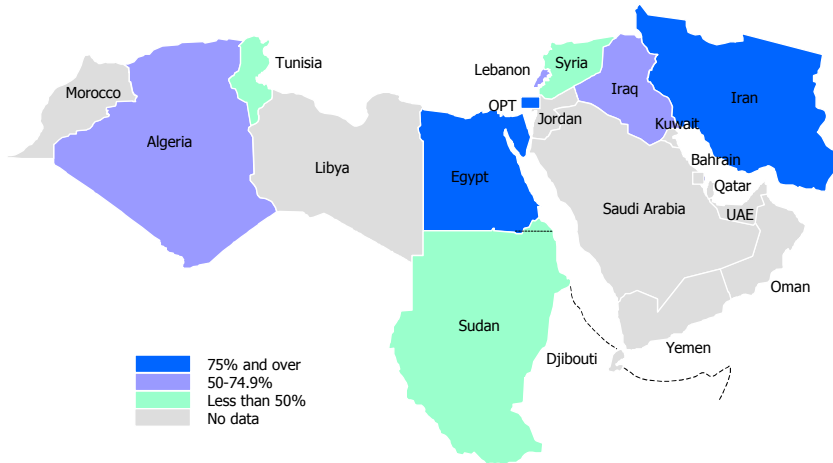 Tunisia
Syria
Lebanon
Morocco
Iraq
Iran
OPT
Jordan
Kuwait
Algeria
Libya
Egypt
Bahrain
Qatar
Saudi Arabia
UAE
Oman
Sudan
Yemen
Djibouti
75% and over
50-74.9%
Less than 50%
No data